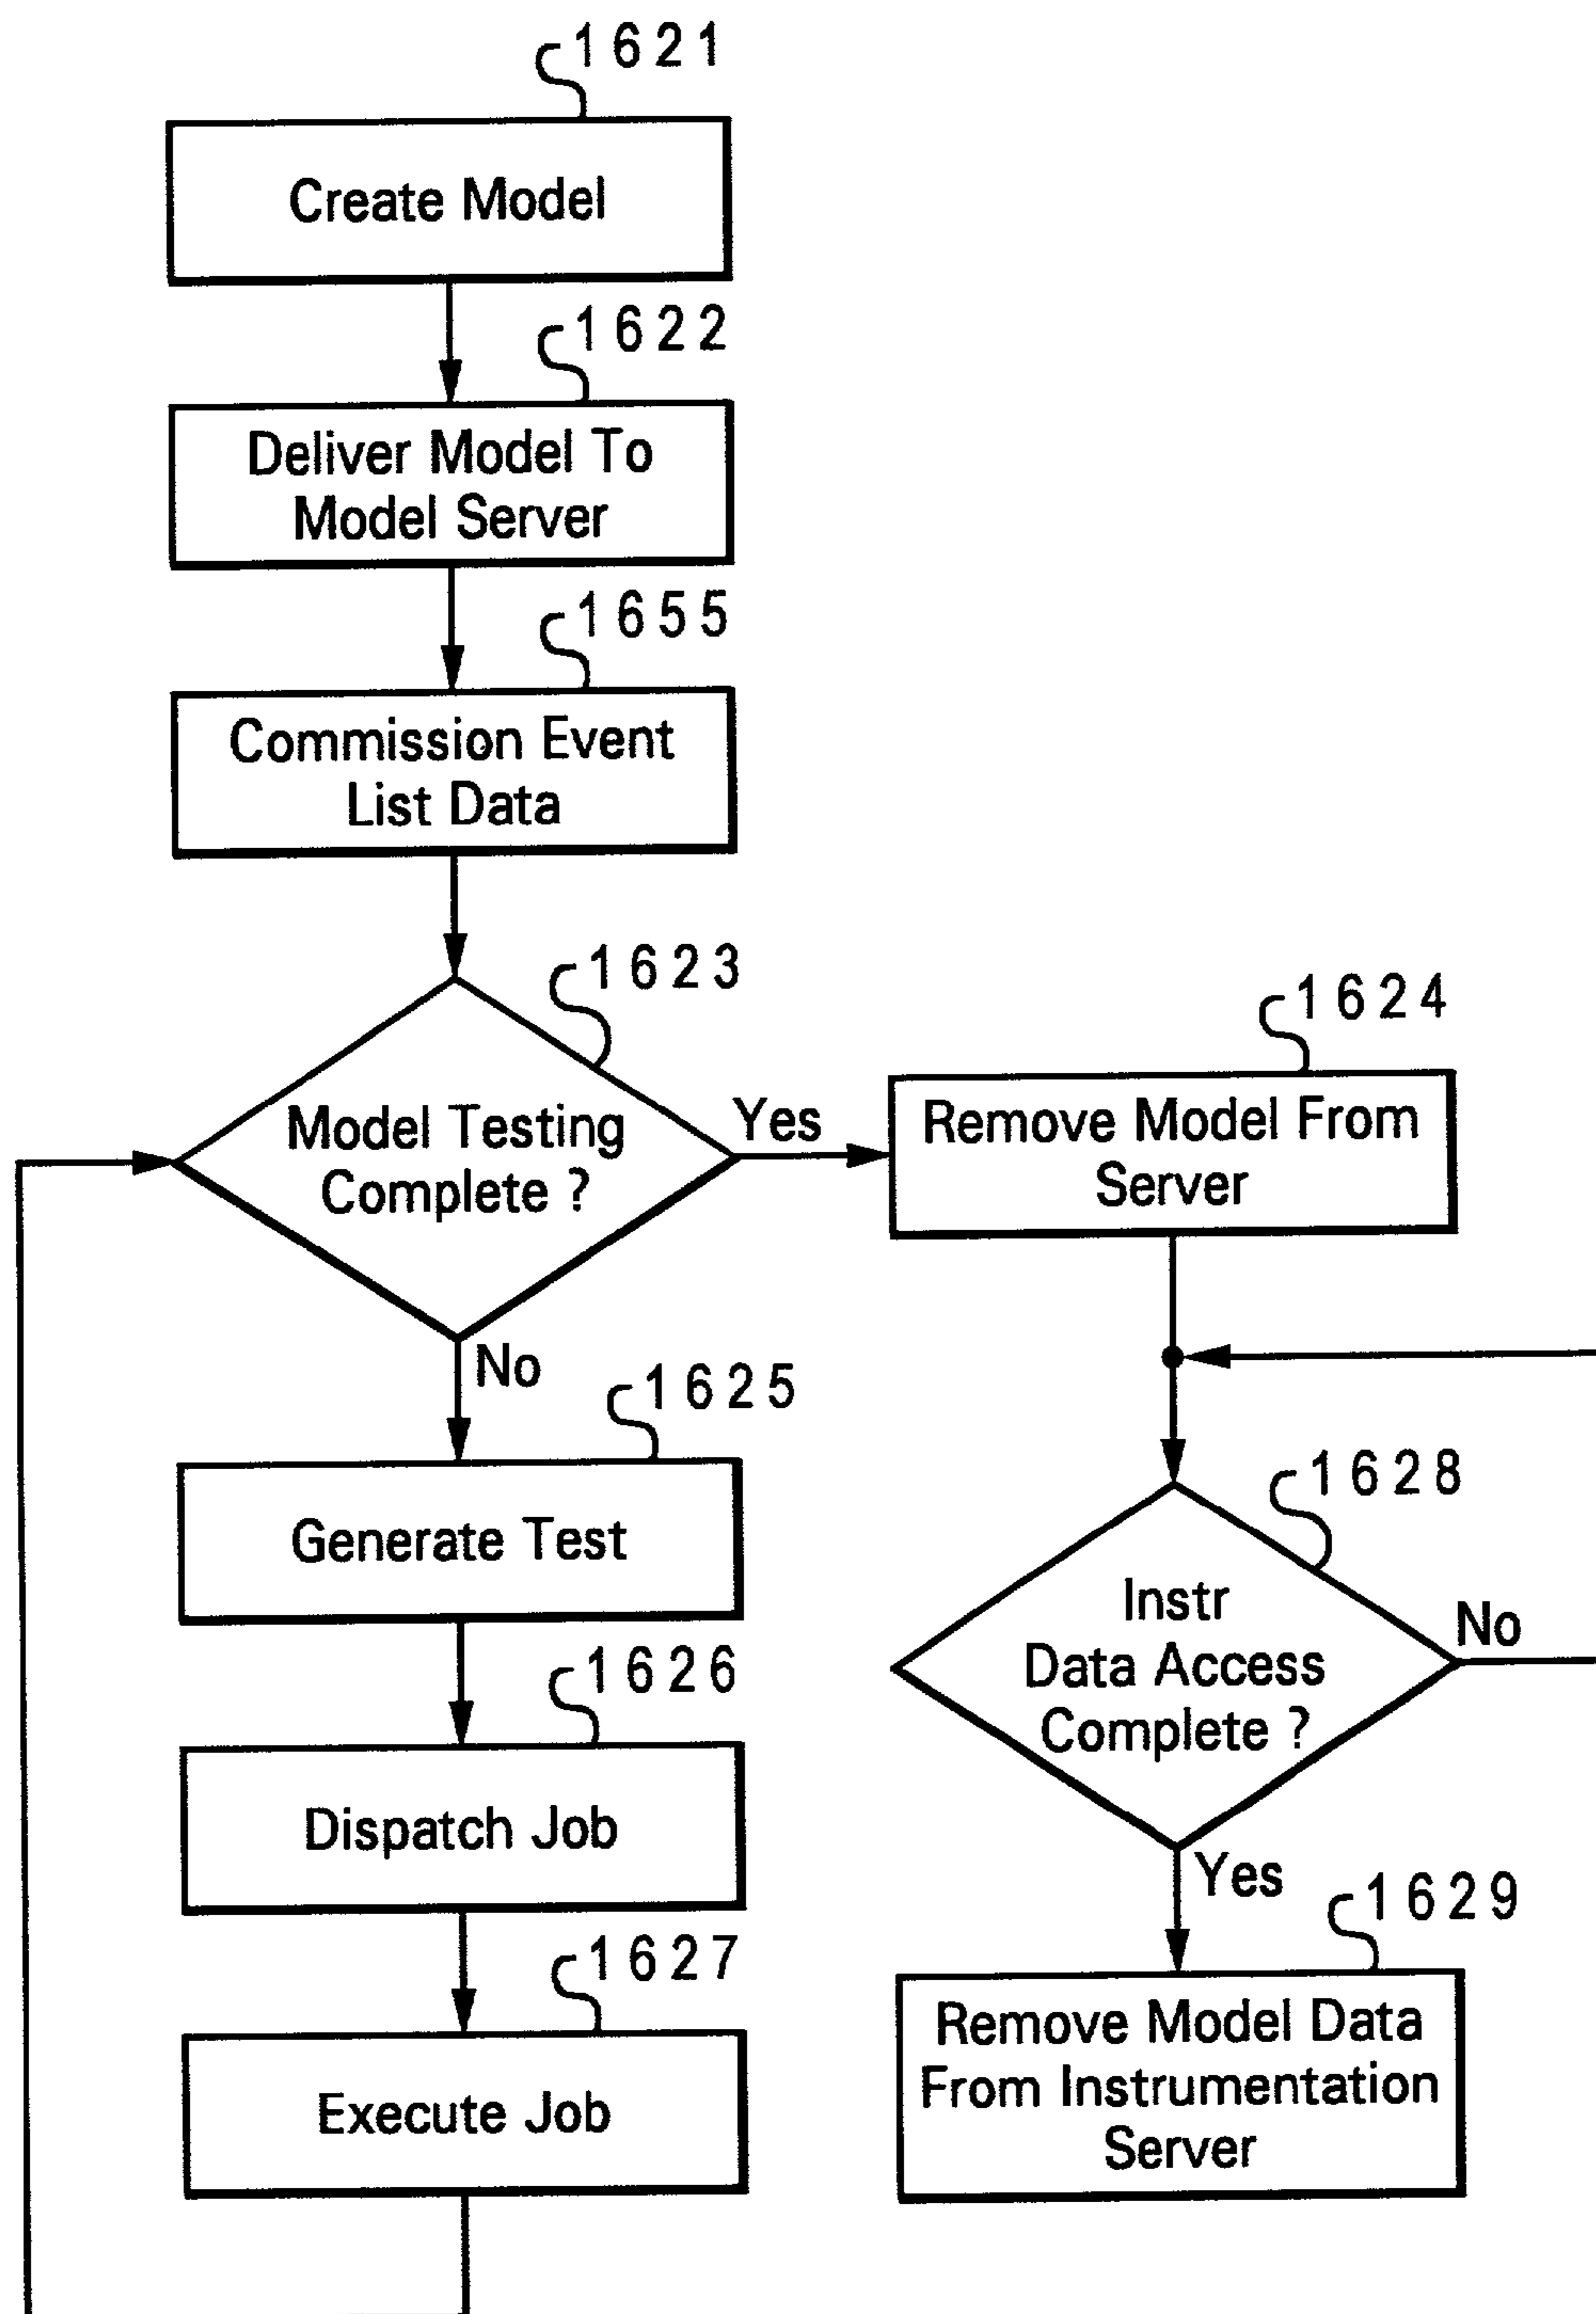 1621
Create Model
1622
Deliver Model To
Model Server
1655
Commission Event
List Data
1623
Model Testing
Complete ?
Yes
No
1624
Remove Model From
Server
1625
Generate Test
1626
Dispatch Job
1627
Execute Job
1628
Instr
Data Access
Complete ?
No
Yes
1629
Remove Model Data
From Instrumentation
Server